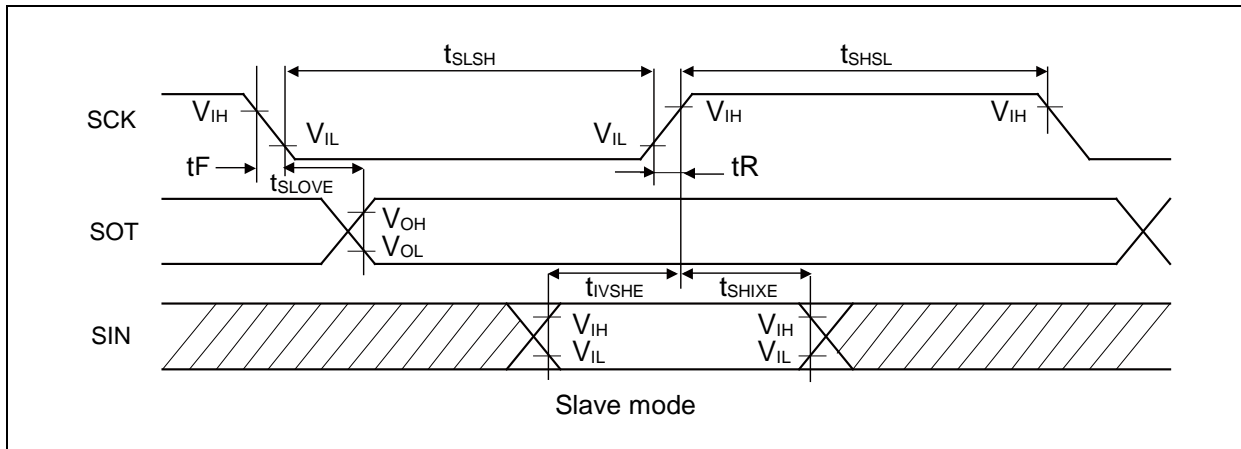 tSLSH
tSHSL
SCK
VIH
VIL
VIL
VIH
VIH
tF
tSLOVE
tR
SOT
VOH
VOL
tIVSHE
tSHIXE
SIN
VIH
VIH
VIL
VIL
Slave mode